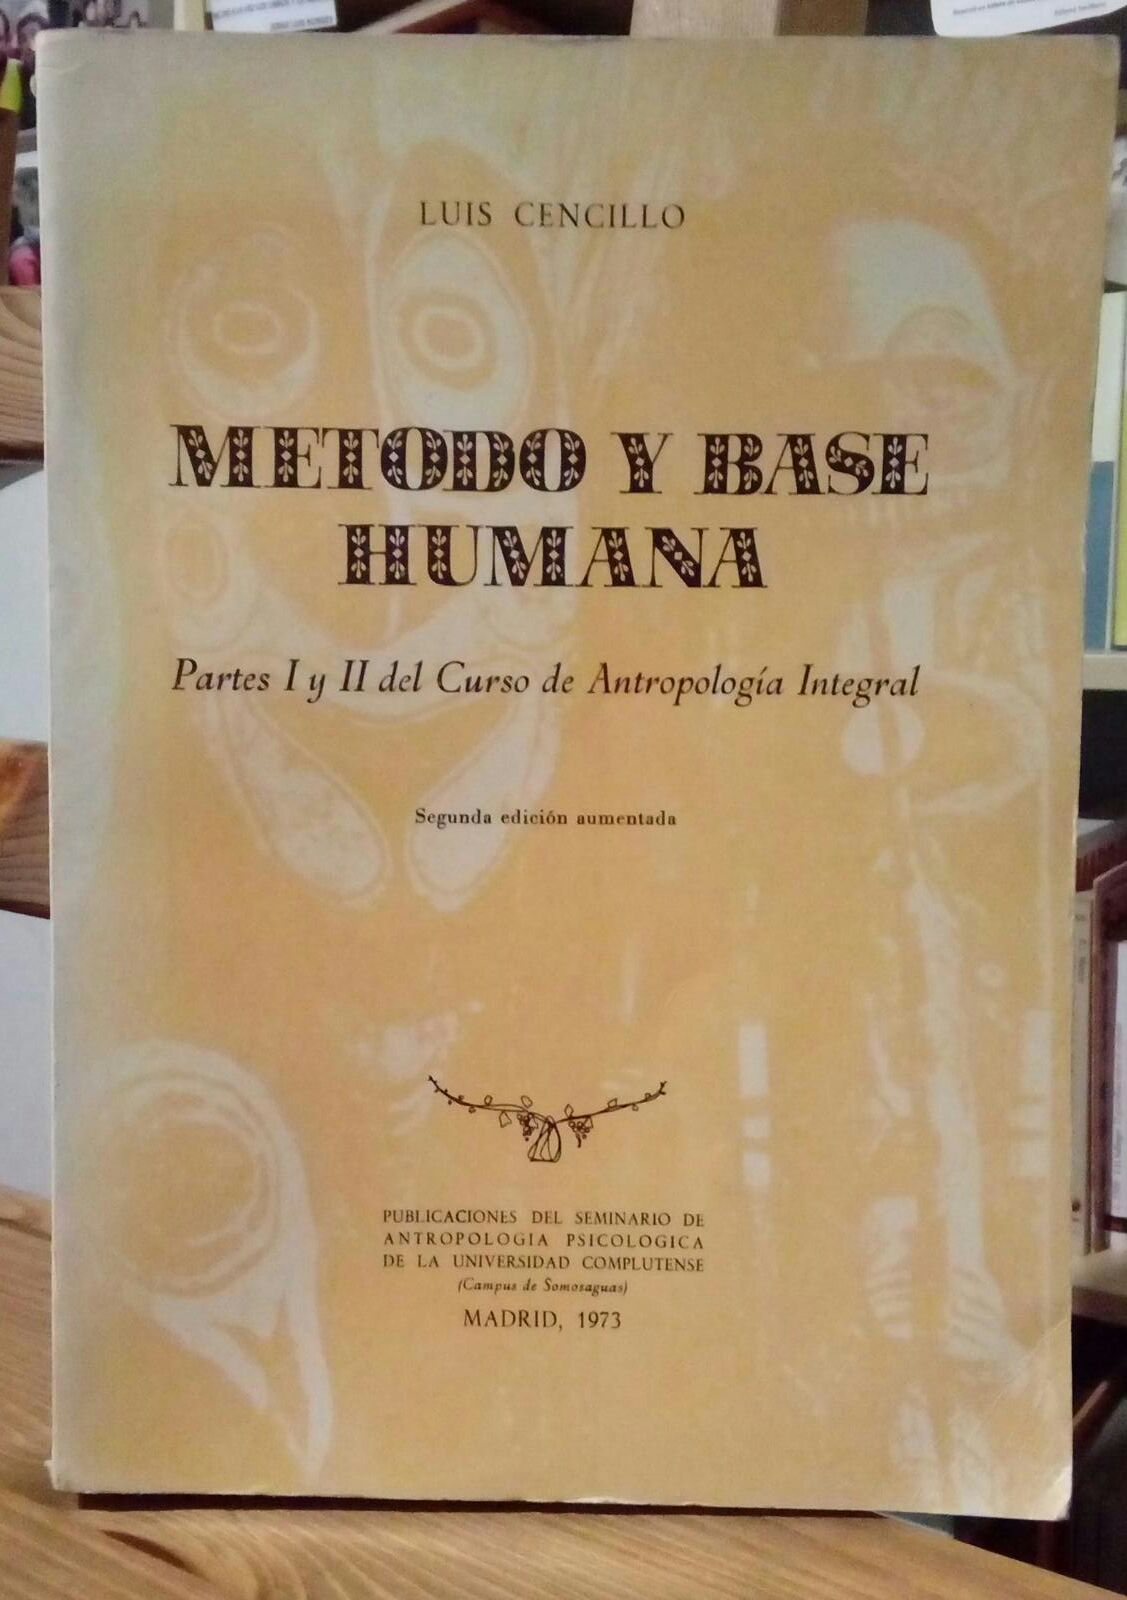 LUIS CENCILLO
METODO Y BASE
HUMANA
Partes I y II del Curso de Antropología Integral
Segunda edición aumentada
PUBLICACIONES DEL SEMINARIO DE
ANTROPOLOGIA PSICOLOGICA
DE LA UNIVERSIDAD COMPLUTENSE
(Campus de Somosaguas)
MADRID, 1973